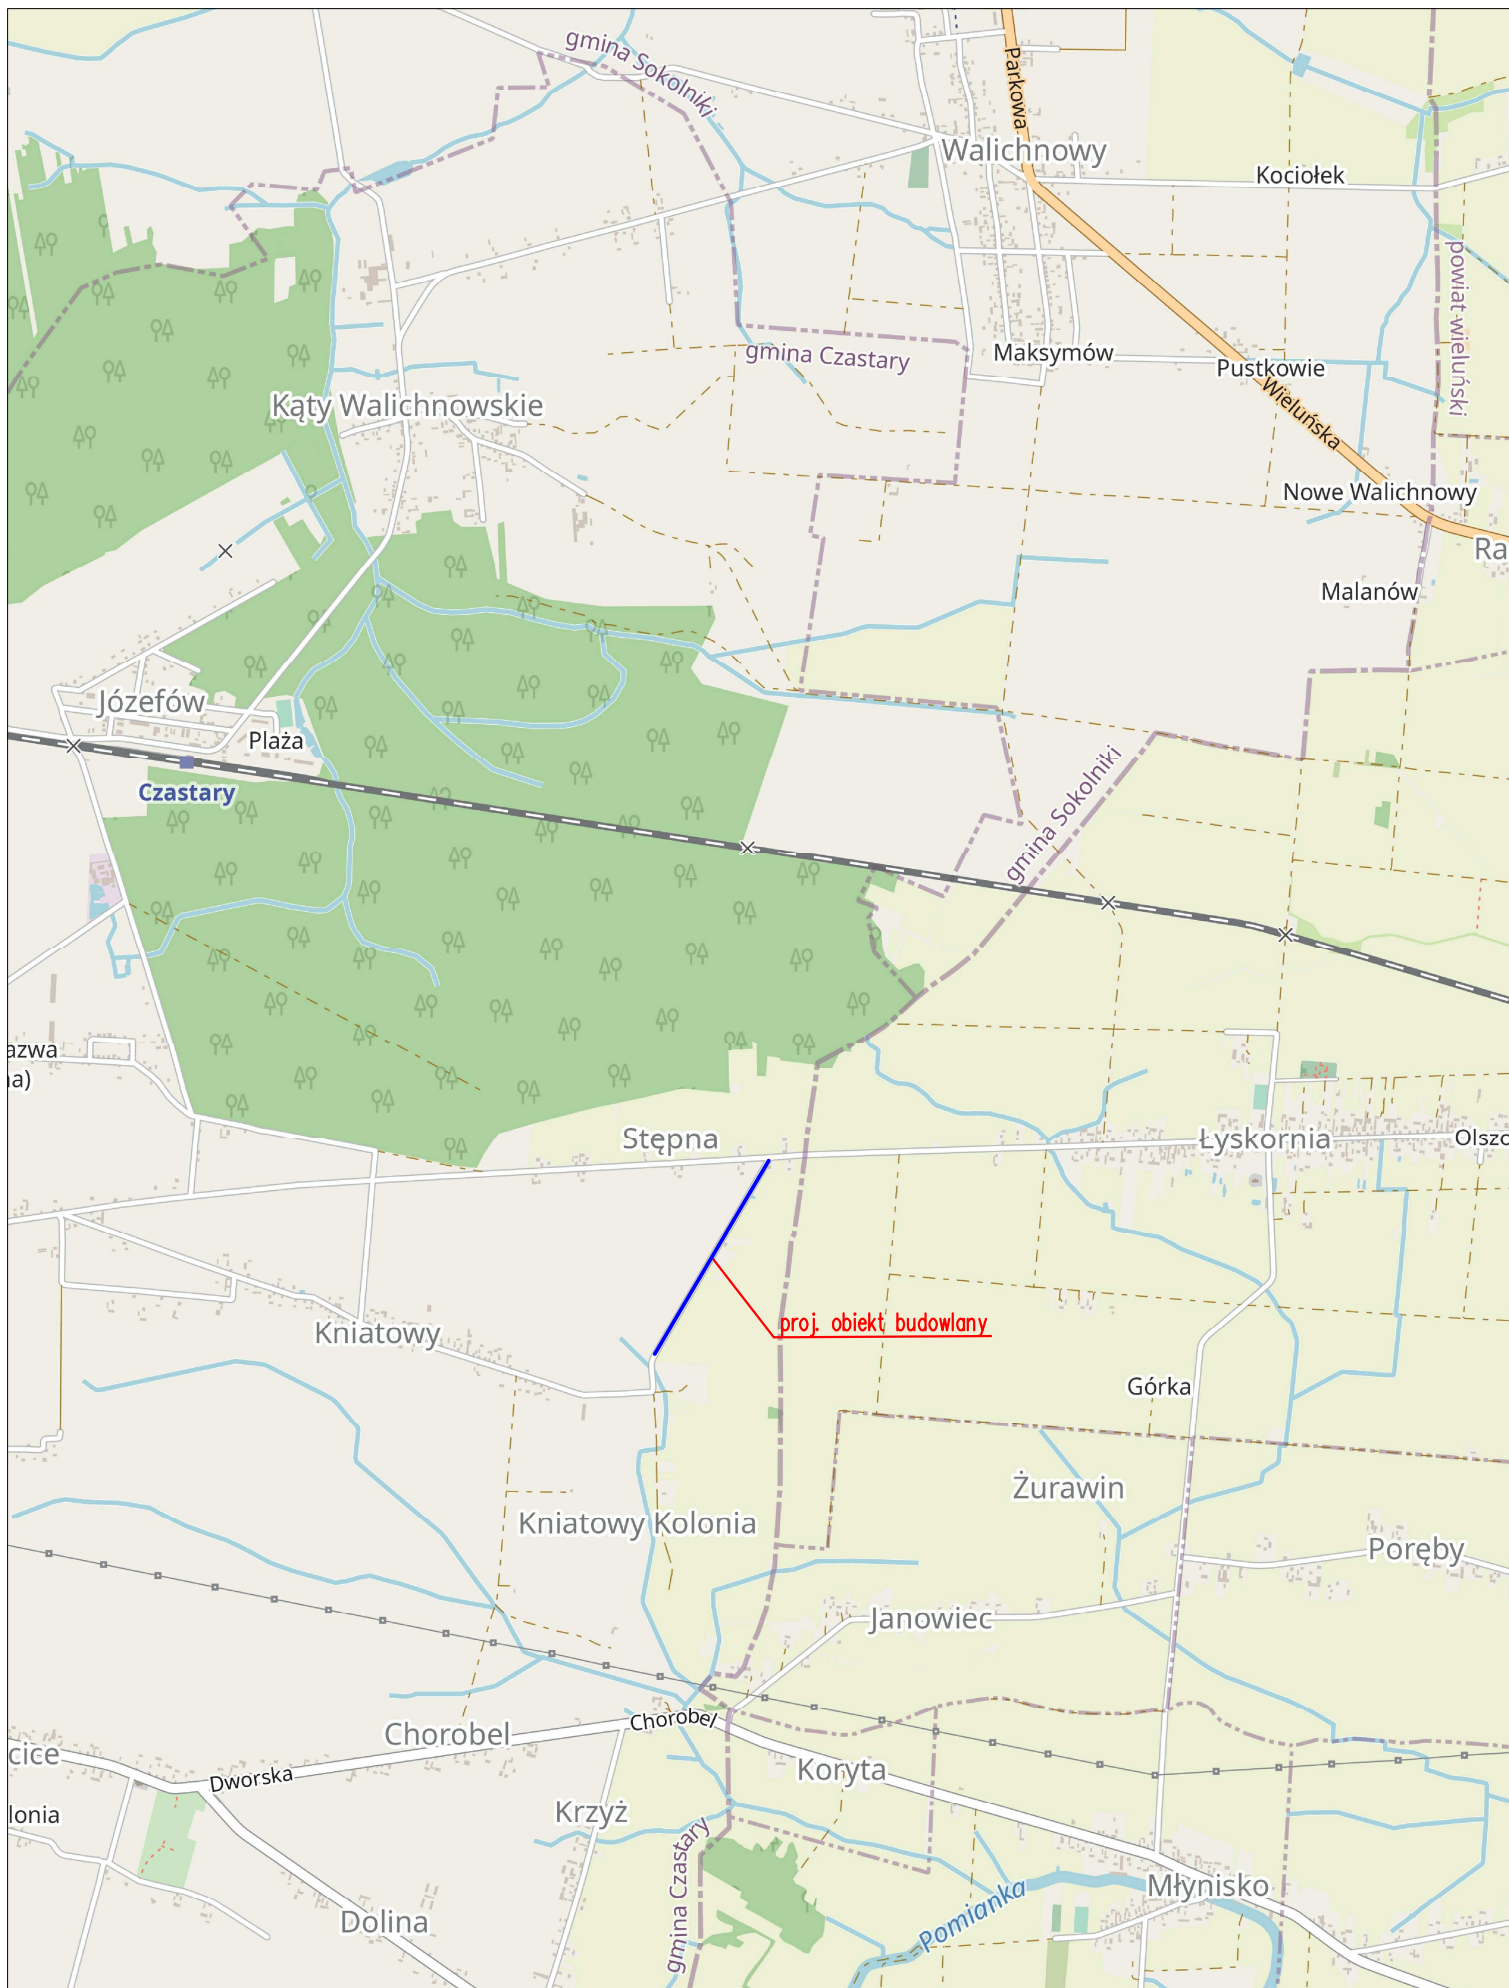 gmina Sokolniki
Parkowa
Walichnowy
Kociołek
powiat wieluński
gmina Czastary
Maksymów
Pustkowie
Wieluńska
Kąty Walichnowskie
Nowe Walichnowy
Ra
Malanów
Józefów
Plaża
Czastary
gmina Sokolniki
azwa
na)
Stępna
Łyskornia
Olszo
proj. obiekt budowlany
Kniatowy
Górka
Żurawin
Kniatowy Kolonia
Poręby
Janowiec
Chorobel
Chorobel
cice
Dworska
Koryta
lonia
Krzyż
gmina Czastary
Młynisko
Pomianka
Dolina